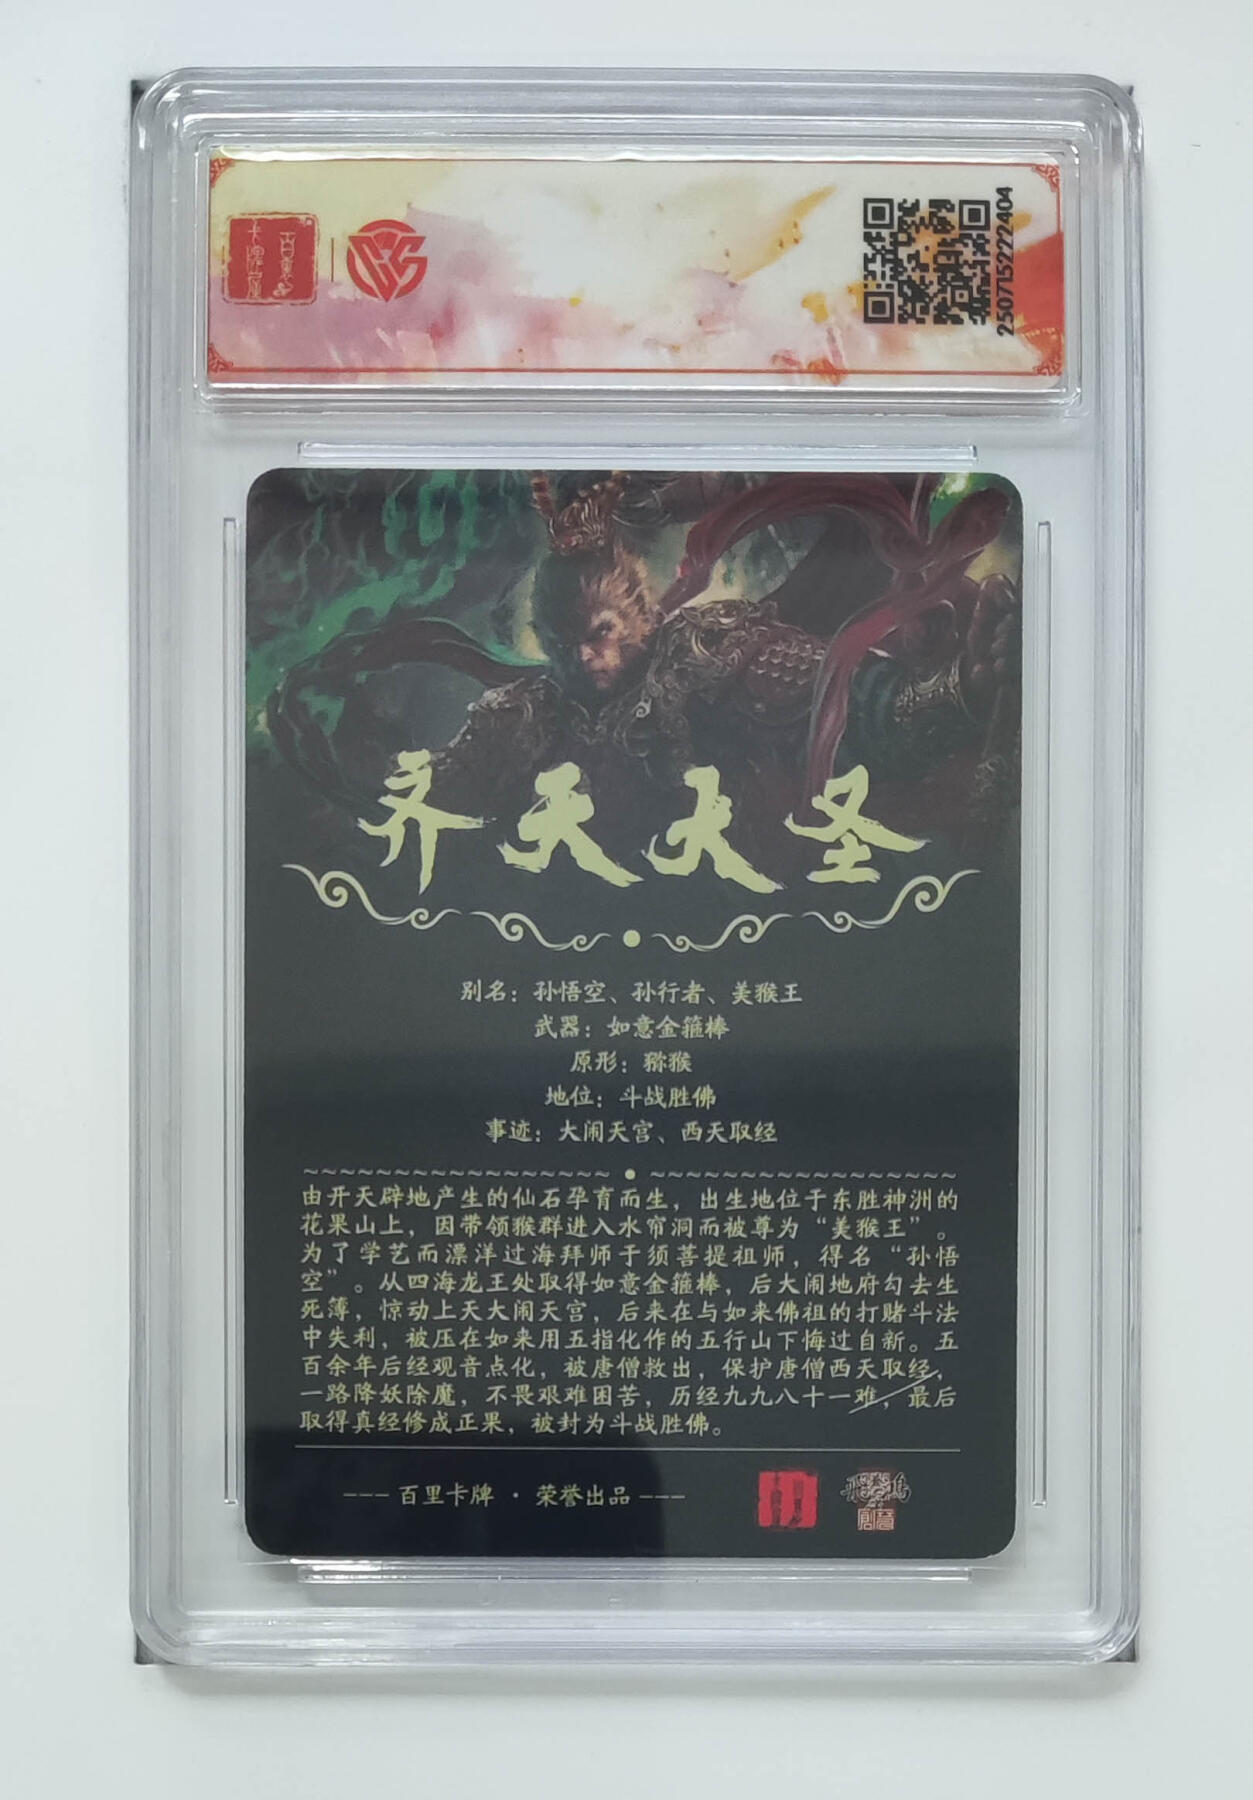 百里
卡牌屋
250715222404
齐天大圣
别名：孙悟空、孙行者、美猴王
武器：如意金箍棒
原形：猕猴
地位：斗战胜佛
事迹：大闹天宫、西天取经
由开天辟地产生的仙石孕育而生，出生地位于东胜神洲的
花果山上，因带领猴群进入水帘洞而被尊为“美猴王”。
为了学艺而漂洋过海拜师于须菩提祖师，得名“孙悟
空”。从四海龙王处取得如意金箍棒，后大闹地府勾去生
死簿，惊动上天大闹天宫，后来在与如来佛祖的打赌斗法
中失利，被压在如来用五指化作的五行山下悔过自新。五
百余年后经观音点化，被唐僧救出，保护唐僧西天取经，
一路降妖除魔，不畏艰难困苦，历经九九八十一难，最后
取得真经修成正果，被封为斗战胜佛。
--- 百里卡牌 · 荣誉出品 ---